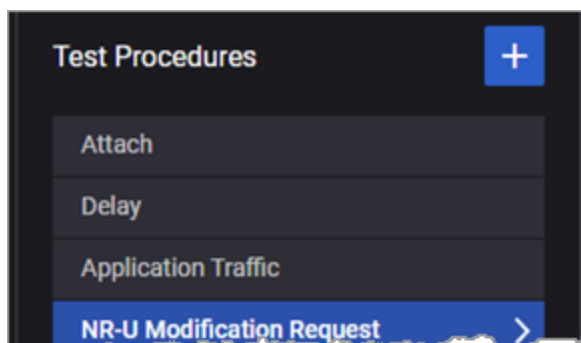 Test Procedures
Attach
Delay
Application Traffic
NR-U Modification Request